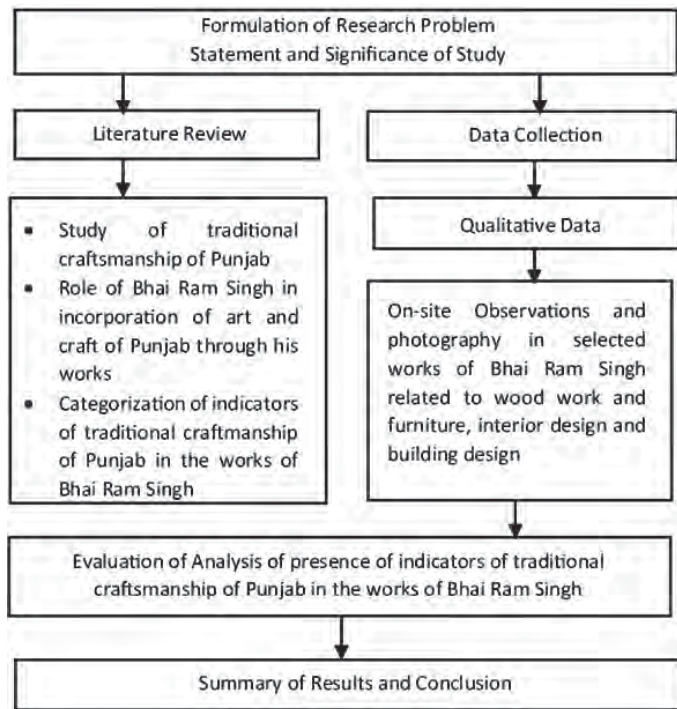 Formulation of Research Problem
Statement and Significance of Study
Literature Review
Data Collection
▪ Study of traditional
craftsmanship of Punjab
▪ Role of Bhai Ram Singh in
incorporation of art and
craft of Punjab through his
works
▪ Categorization of indicators
of traditional craftmanship
of Punjab in the works of
Bhai Ram Singh
Qualitative Data
On-site Observations and
photography in selected
works of Bhai Ram Singh
related to wood work and
furniture, interior design and
building design
Evaluation of Analysis of presence of indicators of traditional
craftsmanship of Punjab in the works of Bhai Ram Singh
Summary of Results and Conclusion